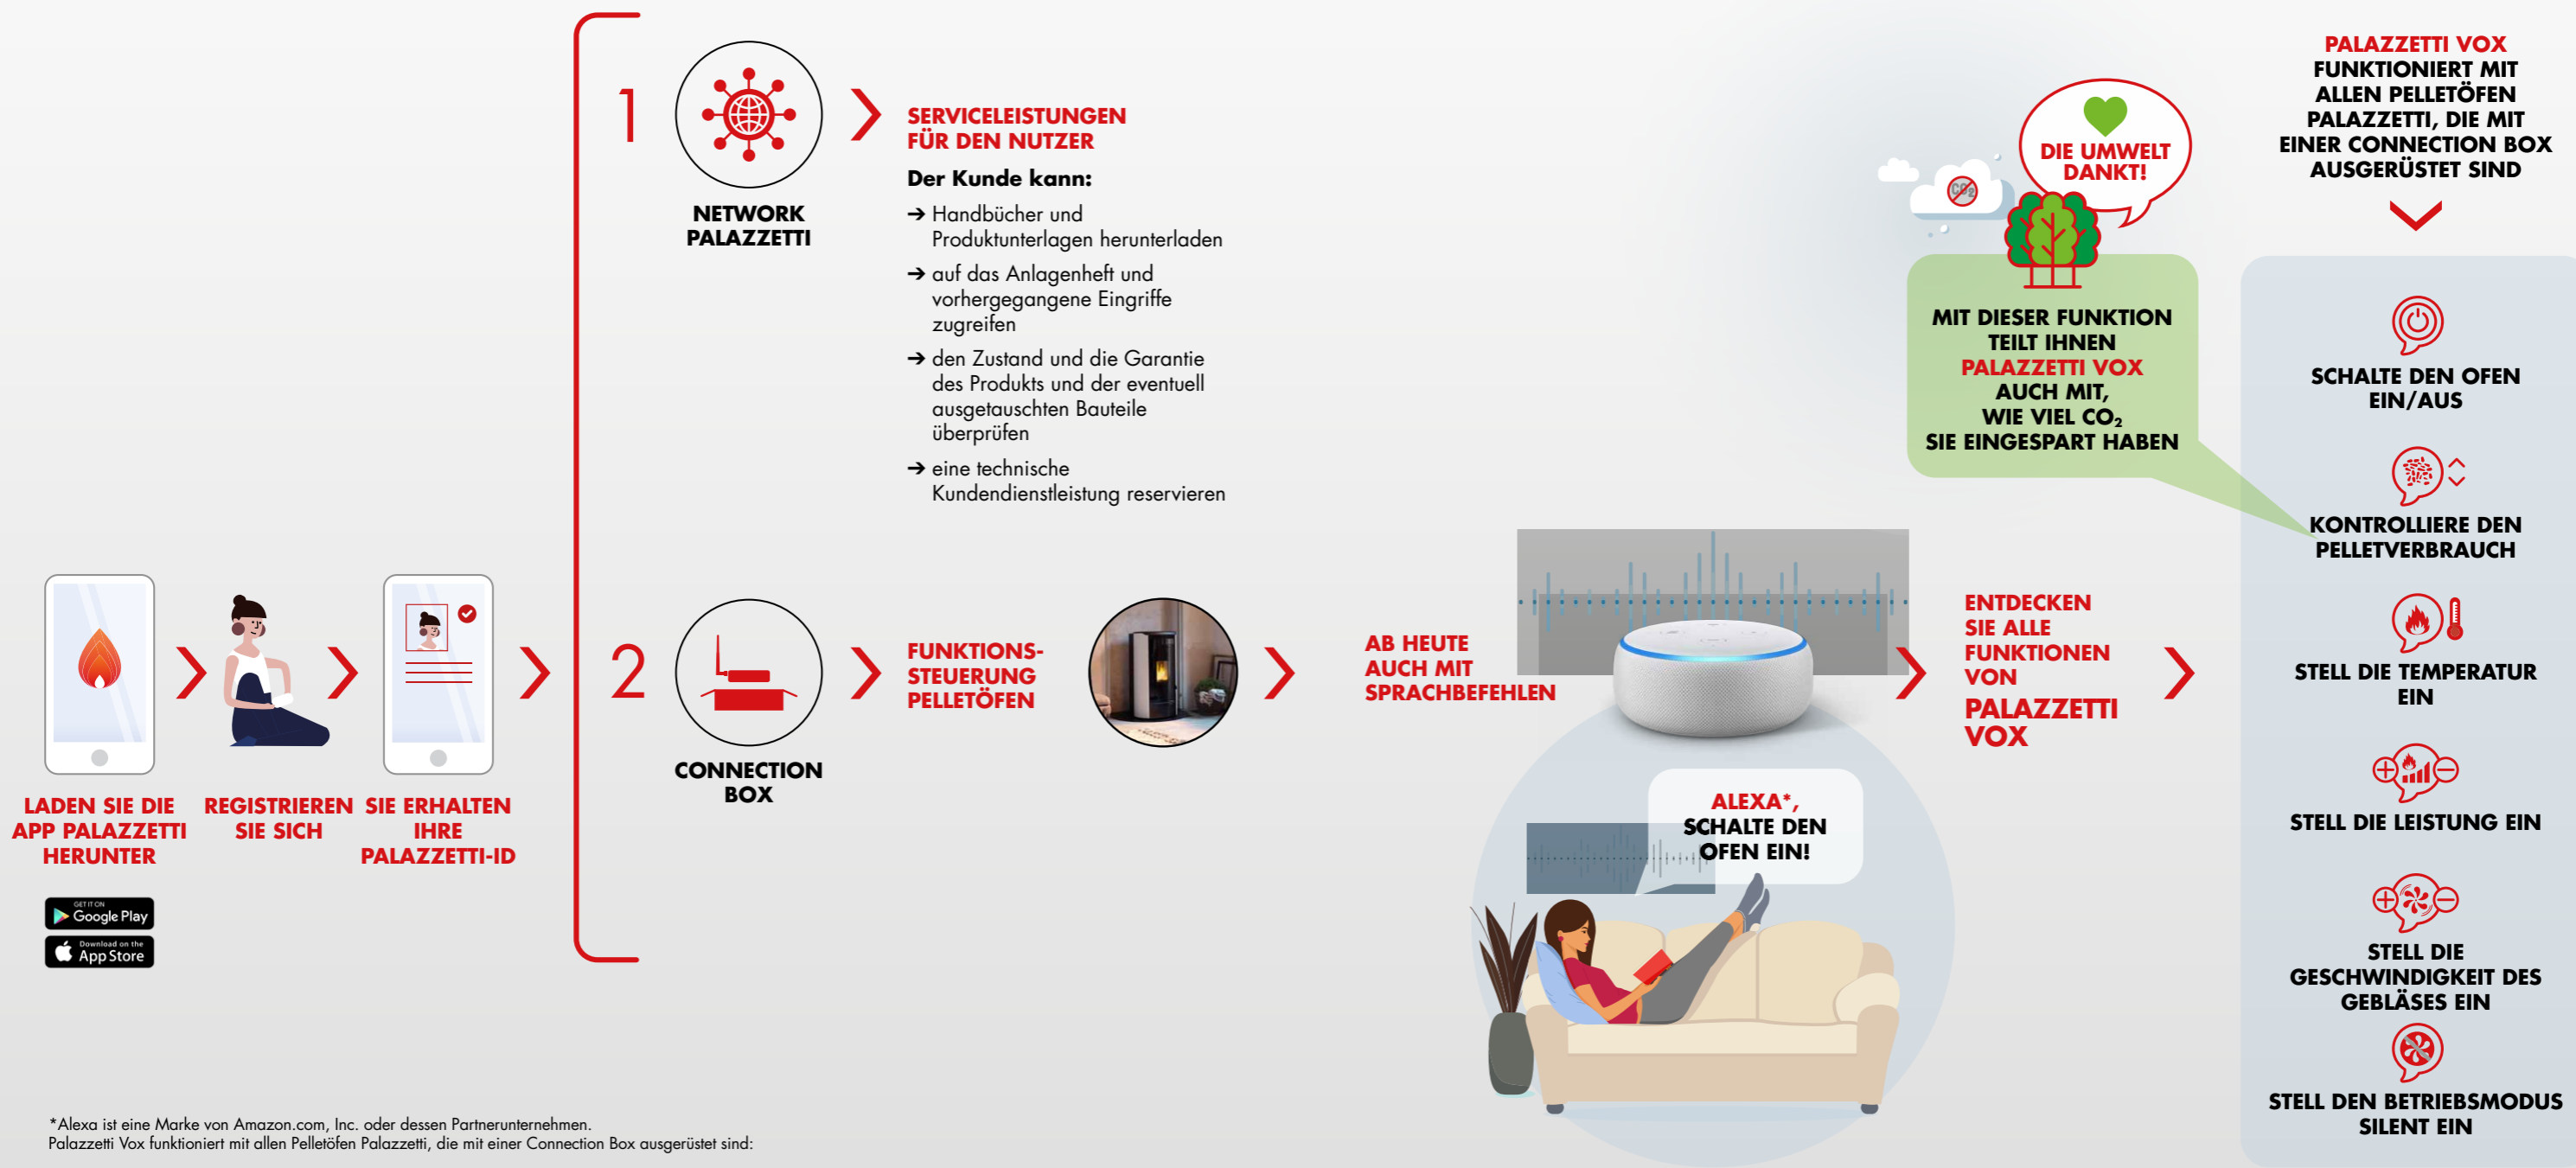 LADEN SIE DIE
APP PALAZZETTI
HERUNTER
GET IT ON
Google Play
Download on the
App Store
REGISTRIEREN
SIE SICH
SIE ERHALTEN
IHRE
PALAZZETTI-ID
1
NETWORK
PALAZZETTI
SERVICELEISTUNGEN
FÜR DEN NUTZER
Der Kunde kann:
➔ Handbücher und
Produktunterlagen herunterladen
➔ auf das Anlagenheft und
vorhergegangene Eingriffe
zugreifen
➔ den Zustand und die Garantie
des Produkts und der eventuell
ausgetauschten Bauteile
überprüfen
➔ eine technische
Kundendienstleistung reservieren
2
CONNECTION
BOX
FUNKTIONS-
STEUERUNG
PELLETÖFEN
AB HEUTE
AUCH MIT
SPRACHBEFEHLEN
ALEXA*,
SCHALTE DEN
OFEN EIN!
ENTDECKEN
SIE ALLE
FUNKTIONEN
VON
PALAZZETTI
VOX
CO2
DIE UMWELT
DANKT!
MIT DIESER FUNKTION
TEILT IHNEN
PALAZZETTI VOX
AUCH MIT,
WIE VIEL CO₂
SIE EINGESPART HABEN
PALAZZETTI VOX
FUNKTIONIERT MIT
ALLEN PELLETÖFEN
PALAZZETTI, DIE MIT
EINER CONNECTION BOX
AUSGERÜSTET SIND
SCHALTE DEN OFEN
EIN/AUS
KONTROLLIERE DEN
PELLETVERBRAUCH
STELL DIE TEMPERATUR
EIN
STELL DIE LEISTUNG EIN
STELL DIE
GESCHWINDIGKEIT DES
GEBLÄSES EIN
STELL DEN BETRIEBSMODUS
SILENT EIN
*Alexa ist eine Marke von Amazon.com, Inc. oder dessen Partnerunternehmen.
Palazzetti Vox funktioniert mit allen Pelletöfen Palazzetti, die mit einer Connection Box ausgerüstet sind: